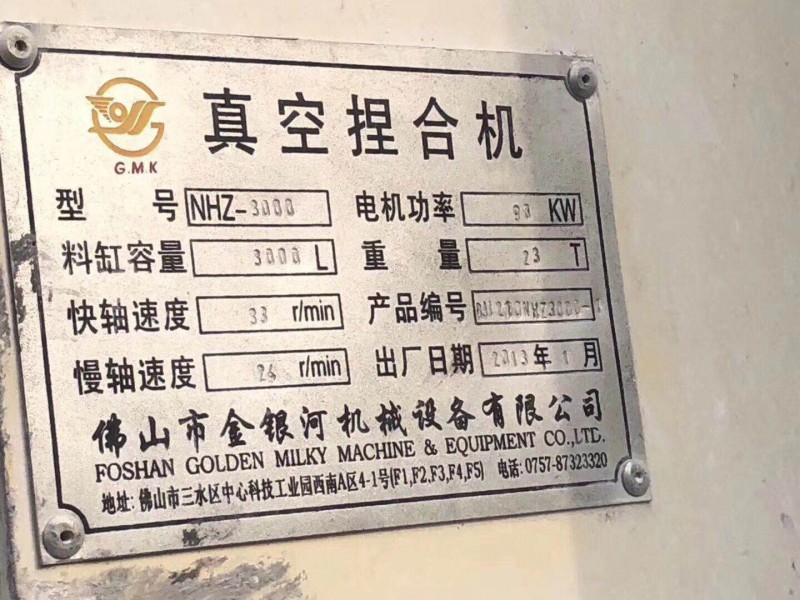 真空捏合机
G.M.K
型 号 NHZ-3000 电机功率 90 KW
料缸容量 3000 L 重 量 23 T
快轴速度 33 r/min 产品编号
慢轴速度 24 r/min 出厂日期 2013年1月
佛山市金银河机械设备有限公司
FOSHAN GOLDEN MILKY MACHINE & EQUIPMENT CO.,LTD.
地址: 佛山市三水区中心科技工业园西南A区4-1号(F1,F2,F3,F4,F5) 电话: 0757-87323320